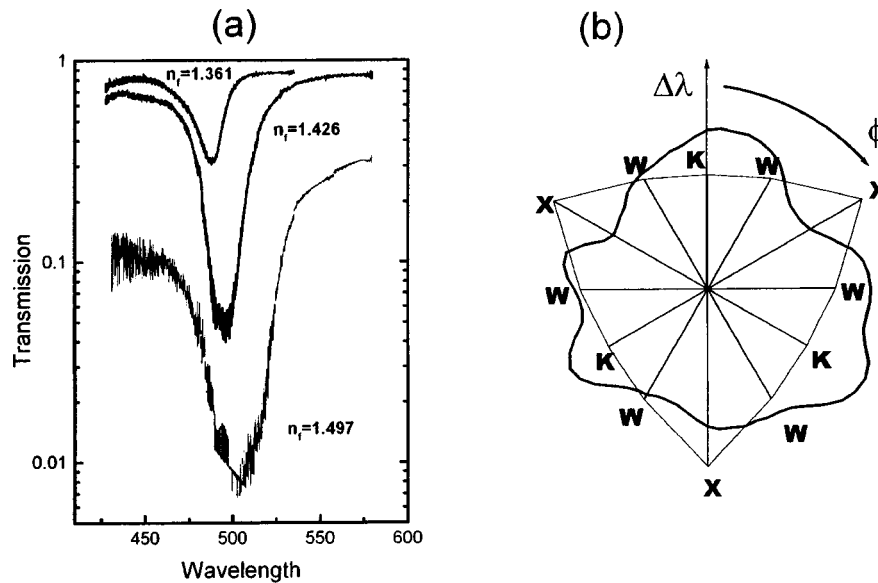 (a)
1
0.1
0.01
Transmission
n_f=1.361
n_f=1.426
n_f=1.497
450 500 550 600
Wavelength
(b)
Δλ
ϕ
K
W W
X X
W W
K K
W W
X